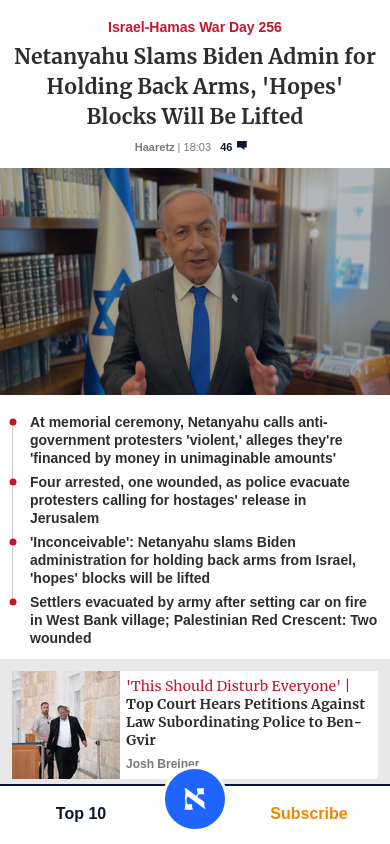 Israel-Hamas War Day 256
Netanyahu Slams Biden Admin for
Holding Back Arms, 'Hopes'
Blocks Will Be Lifted
Haaretz | 18:03 46
At memorial ceremony, Netanyahu calls anti-
government protesters 'violent,' alleges they're
'financed by money in unimaginable amounts'
Four arrested, one wounded, as police evacuate
protesters calling for hostages' release in
Jerusalem
'Inconceivable': Netanyahu slams Biden
administration for holding back arms from Israel,
'hopes' blocks will be lifted
Settlers evacuated by army after setting car on fire
in West Bank village; Palestinian Red Crescent: Two
wounded
'This Should Disturb Everyone' |
Top Court Hears Petitions Against
Law Subordinating Police to Ben-
Gvir
Josh Breiner
Top 10
Subscribe